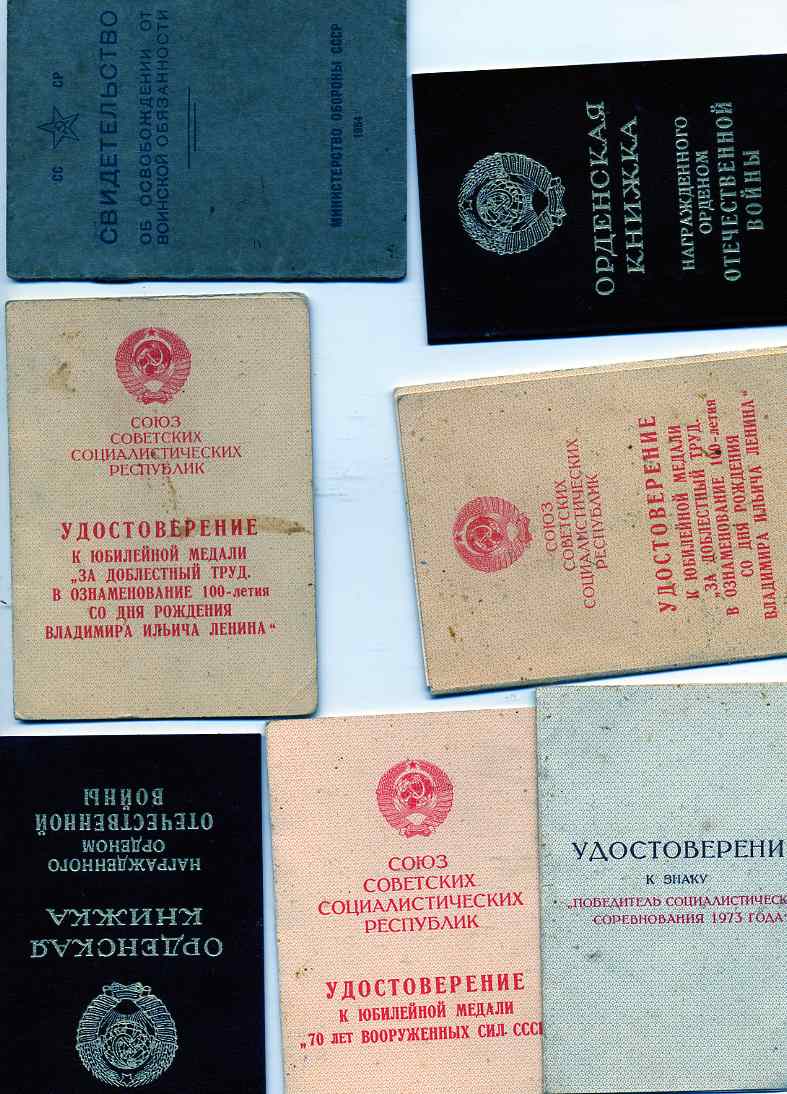 СС СР
СВИДЕТЕЛЬСТВО
ОБ ОСВОБОЖДЕНИИ ОТ
ВОИНСКОЙ ОБЯЗАННОСТИ
МИНИСТЕРСТВО ОБОРОНЫ СССР
1964
ОРДЕНСКАЯ
КНИЖКА
НАГРАЖДЕННОГО
ОРДЕНОМ
ОТЕЧЕСТВЕННОЙ
ВОЙНЫ
СОЮЗ
СОВЕТСКИХ
СОЦИАЛИСТИЧЕСКИХ
РЕСПУБЛИК
УДОСТОВЕРЕНИЕ
К ЮБИЛЕЙНОЙ МЕДАЛИ
„ЗА ДОБЛЕСТНЫЙ ТРУД.
В ОЗНАМЕНОВАНИЕ 100-летия
СО ДНЯ РОЖДЕНИЯ
ВЛАДИМИРА ИЛЬИЧА ЛЕНИНА“
СОЮЗ
СОВЕТСКИХ
СОЦИАЛИСТИЧЕСКИХ
РЕСПУБЛИК
УДОСТОВЕРЕНИЕ
К ЮБИЛЕЙНОЙ МЕДАЛИ
„ЗА ДОБЛЕСТНЫЙ ТРУД.
В ОЗНАМЕНОВАНИЕ 100-летия
СО ДНЯ РОЖДЕНИЯ
ВЛАДИМИРА ИЛЬИЧА ЛЕНИНА“
ОРДЕНСКАЯ
КНИЖКА
НАГРАЖДЕННОГО
ОРДЕНОМ
ОТЕЧЕСТВЕННОЙ
ВОЙНЫ
СОЮЗ
СОВЕТСКИХ
СОЦИАЛИСТИЧЕСКИХ
РЕСПУБЛИК
УДОСТОВЕРЕНИЕ
К ЮБИЛЕЙНОЙ МЕДАЛИ
„70 ЛЕТ ВООРУЖЕННЫХ СИЛ СССР
УДОСТОВЕРЕНИ
К ЗНАКУ
„ПОБЕДИТЕЛЬ СОЦИАЛИСТИЧЕСК
СОРЕВНОВАНИЯ 1973 ГОДА“